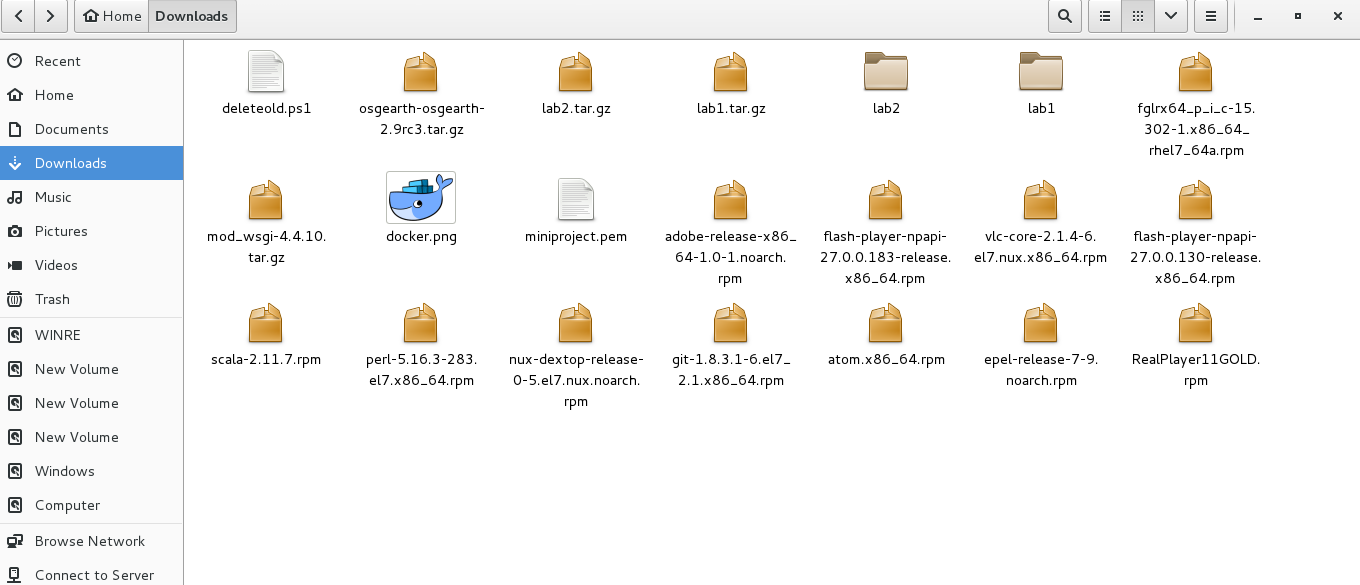 Home Downloads
Recent
Home
Documents
Downloads
Music
Pictures
Videos
Trash
WINRE
New Volume
New Volume
New Volume
Windows
Computer
Browse Network
Connect to Server
deleteold.ps1
osgearth-osgearth-
2.9rc3.tar.gz
lab2.tar.gz
lab1.tar.gz
lab2
lab1
fglrx64_p_i_c-15.
302-1.x86_64_
rhel7_64a.rpm
mod_wsgi-4.4.10.
tar.gz
docker.png
miniproject.pem
adobe-release-x86_
64-1.0-1.noarch.
rpm
flash-player-npapi-
27.0.0.183-release.
x86_64.rpm
vlc-core-2.1.4-6.
el7.nux.x86_64.rpm
flash-player-npapi-
27.0.0.130-release.
x86_64.rpm
scala-2.11.7.rpm
perl-5.16.3-283.
el7.x86_64.rpm
nux-dextop-release-
0-5.el7.nux.noarch.
rpm
git-1.8.3.1-6.el7_
2.1.x86_64.rpm
atom.x86_64.rpm
epel-release-7-9.
noarch.rpm
RealPlayer11GOLD.
rpm